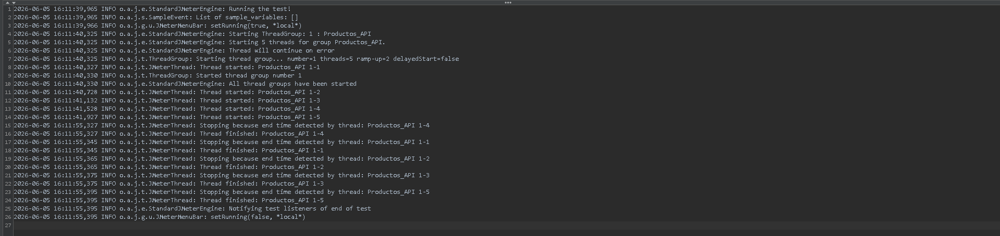 1 2026-06-05 16:11:39,965 INFO o.a.j.e.StandardJMeterEngine: Running the test!
2 2026-06-05 16:11:39,965 INFO o.a.j.s.SampleEvent: List of sample_variables: []
3 2026-06-05 16:11:39,966 INFO o.a.j.g.u.JMeterMenuBar: setRunning(true, *local*)
4 2026-06-05 16:11:40,325 INFO o.a.j.e.StandardJMeterEngine: Starting ThreadGroup: 1 : Productos_API
5 2026-06-05 16:11:40,325 INFO o.a.j.e.StandardJMeterEngine: Starting 5 threads for group Productos_API.
6 2026-06-05 16:11:40,325 INFO o.a.j.e.StandardJMeterEngine: Thread will continue on error
7 2026-06-05 16:11:40,325 INFO o.a.j.t.ThreadGroup: Starting thread group... number=1 threads=5 ramp-up=2 delayedStart=false
8 2026-06-05 16:11:40,327 INFO o.a.j.t.JMeterThread: Thread started: Productos_API 1-1
9 2026-06-05 16:11:40,330 INFO o.a.j.t.ThreadGroup: Started thread group number 1
10 2026-06-05 16:11:40,330 INFO o.a.j.e.StandardJMeterEngine: All thread groups have been started
11 2026-06-05 16:11:40,728 INFO o.a.j.t.JMeterThread: Thread started: Productos_API 1-2
12 2026-06-05 16:11:41,132 INFO o.a.j.t.JMeterThread: Thread started: Productos_API 1-3
13 2026-06-05 16:11:41,528 INFO o.a.j.t.JMeterThread: Thread started: Productos_API 1-4
14 2026-06-05 16:11:41,927 INFO o.a.j.t.JMeterThread: Thread started: Productos_API 1-5
15 2026-06-05 16:11:55,327 INFO o.a.j.t.JMeterThread: Stopping because end time detected by thread: Productos_API 1-4
16 2026-06-05 16:11:55,327 INFO o.a.j.t.JMeterThread: Thread finished: Productos_API 1-4
17 2026-06-05 16:11:55,345 INFO o.a.j.t.JMeterThread: Stopping because end time detected by thread: Productos_API 1-1
18 2026-06-05 16:11:55,345 INFO o.a.j.t.JMeterThread: Thread finished: Productos_API 1-1
19 2026-06-05 16:11:55,365 INFO o.a.j.t.JMeterThread: Stopping because end time detected by thread: Productos_API 1-2
20 2026-06-05 16:11:55,365 INFO o.a.j.t.JMeterThread: Thread finished: Productos_API 1-2
21 2026-06-05 16:11:55,375 INFO o.a.j.t.JMeterThread: Stopping because end time detected by thread: Productos_API 1-3
22 2026-06-05 16:11:55,375 INFO o.a.j.t.JMeterThread: Thread finished: Productos_API 1-3
23 2026-06-05 16:11:55,395 INFO o.a.j.t.JMeterThread: Stopping because end time detected by thread: Productos_API 1-5
24 2026-06-05 16:11:55,395 INFO o.a.j.t.JMeterThread: Thread finished: Productos_API 1-5
25 2026-06-05 16:11:55,395 INFO o.a.j.e.StandardJMeterEngine: Notifying test listeners of end of test
26 2026-06-05 16:11:55,395 INFO o.a.j.g.u.JMeterMenuBar: setRunning(false, *local*)
27